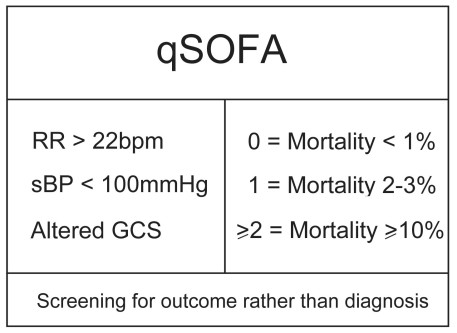 qSOFA
RR > 22bpm
sBP < 100mmHg
Altered GCS
0 = Mortality < 1%
1 = Mortality 2-3%
⩾2 = Mortality ⩾10%
Screening for outcome rather than diagnosis